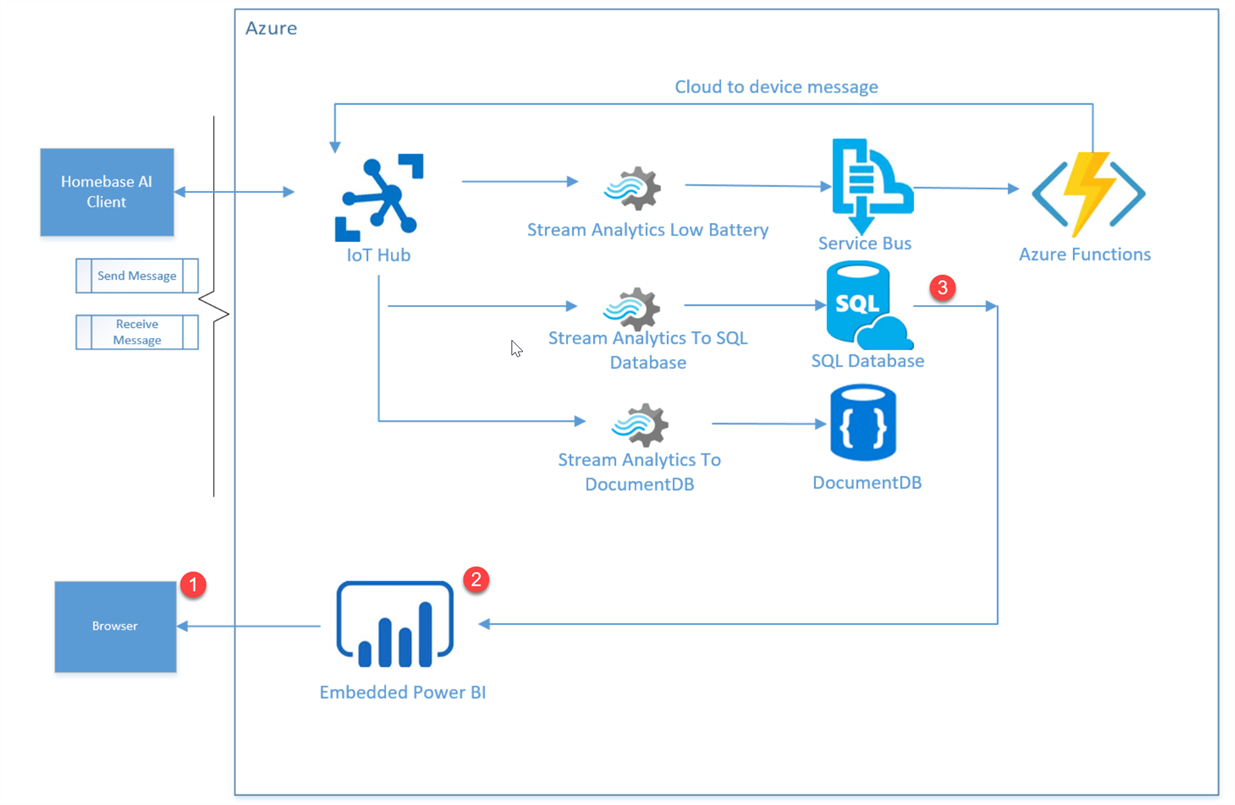 Azure
Cloud to device message
Homebase AI
Client
Send Message
Receive
Message
IoT Hub
Stream Analytics Low Battery
Service Bus
Azure Functions
SQL
3
Stream Analytics To SQL
Database
SQL Database
{ }
Stream Analytics To
DocumentDB
DocumentDB
1
Browser
2
Embedded Power BI